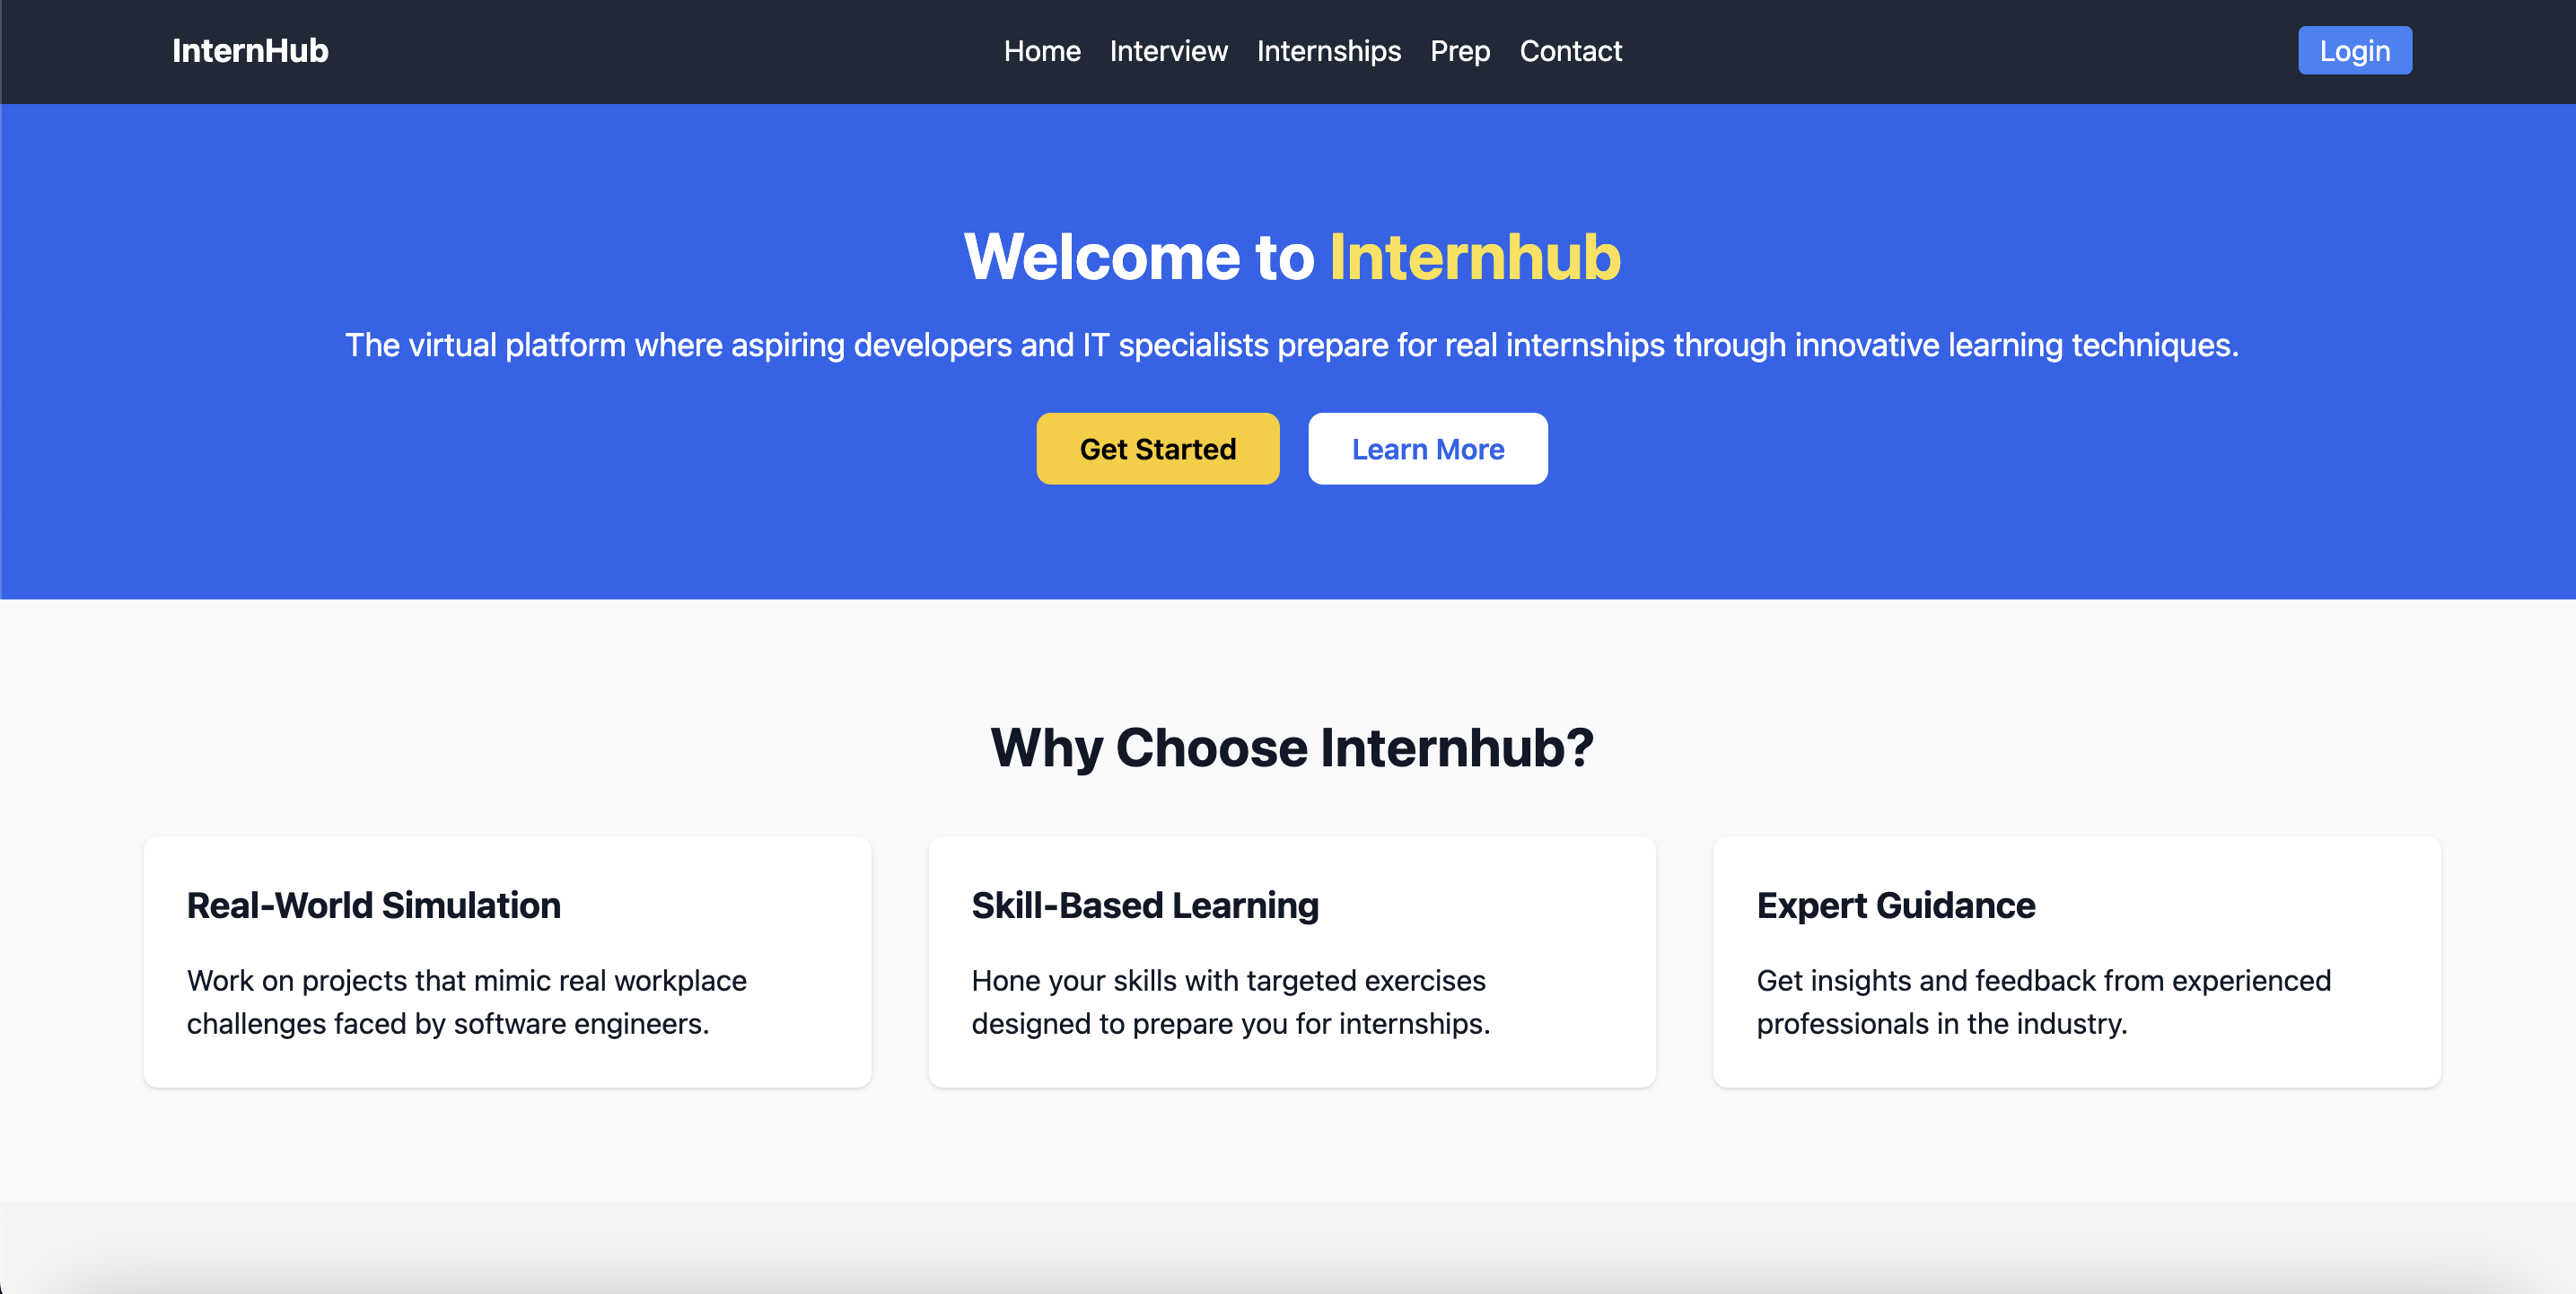 InternHub
Home Interview Internships Prep Contact
Login
Welcome to Internhub
The virtual platform where aspiring developers and IT specialists prepare for real internships through innovative learning techniques.
Get Started
Learn More
Why Choose Internhub?
Real-World Simulation
Work on projects that mimic real workplace
challenges faced by software engineers.
Skill-Based Learning
Hone your skills with targeted exercises
designed to prepare you for internships.
Expert Guidance
Get insights and feedback from experienced
professionals in the industry.